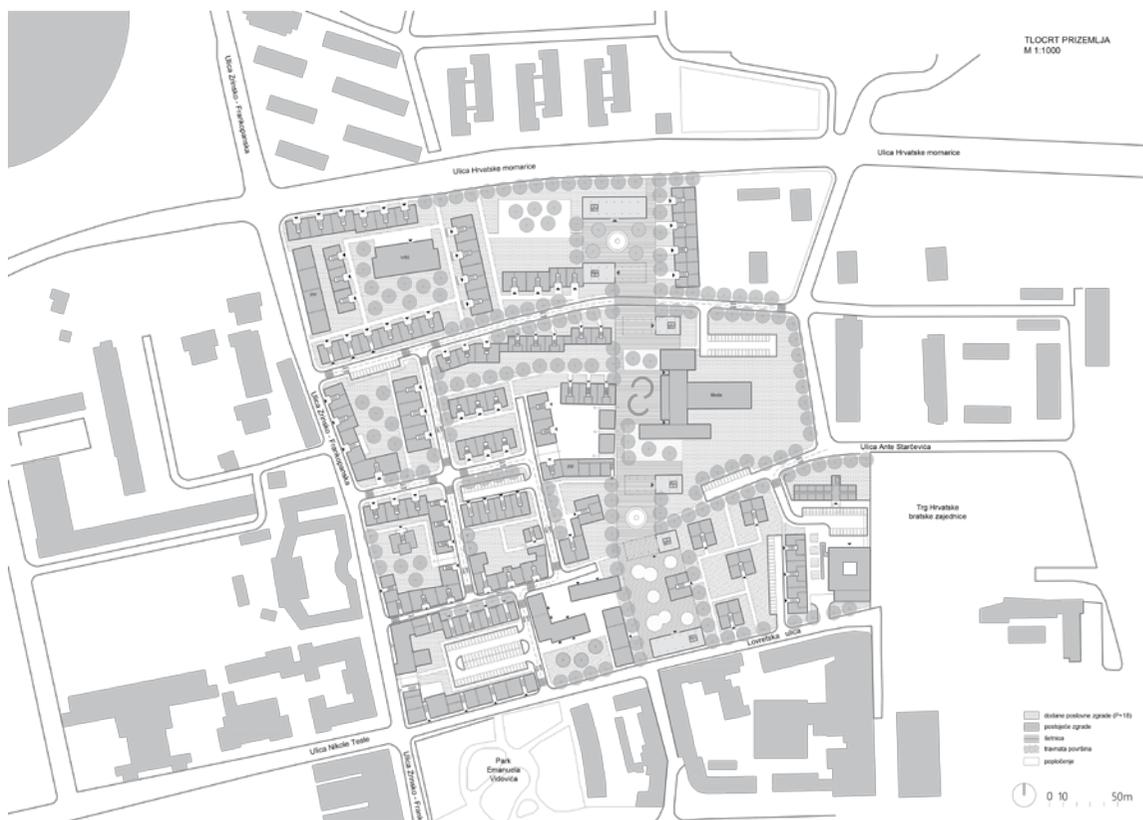 TLOCRT PRIZEMLJA
M 1:1000
Ulica Zrinsko - Frankopanska
Ulica Hrvatske mornarice
Ulica Hrvatske mornarice
Ulica Zrinsko - Frankopanska
Ulica Ante Starčevića
Trg Hrvatske
bratske zajednice
Lovretska ulica
Ulica Nikole Tesle
Park
Emanuela
Vidovića
dodane poslovne zgrade (P+18)
postojeće zgrade
šetnica
travnata površina
popločenje
0 10 50m